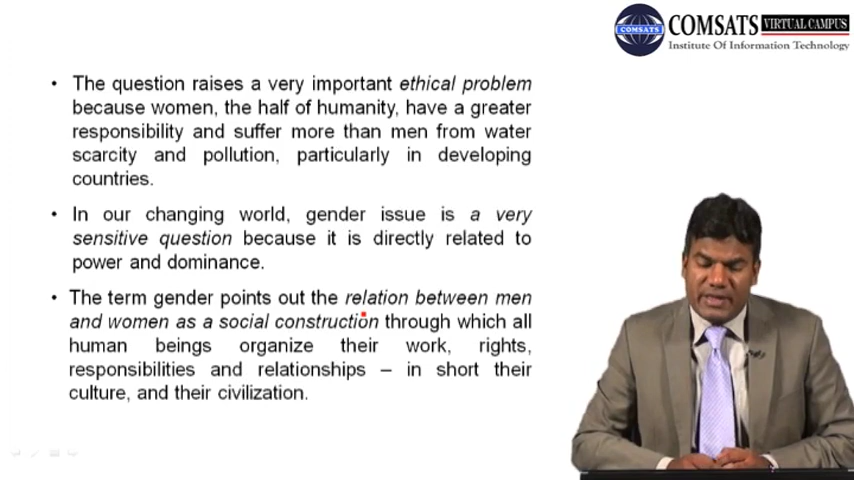 COMSATS VIRTUAL CAMPUS
COMSATS
Institute Of Information Technology
• The question raises a very important ethical problem
because women, the half of humanity, have a greater
responsibility and suffer more than men from water
scarcity and pollution, particularly in developing
countries.
• In our changing world, gender issue is a very
sensitive question because it is directly related to
power and dominance.
• The term gender points out the relation between men
and women as a social construction through which all
human beings organize their work, rights,
responsibilities and relationships – in short their
culture, and their civilization.